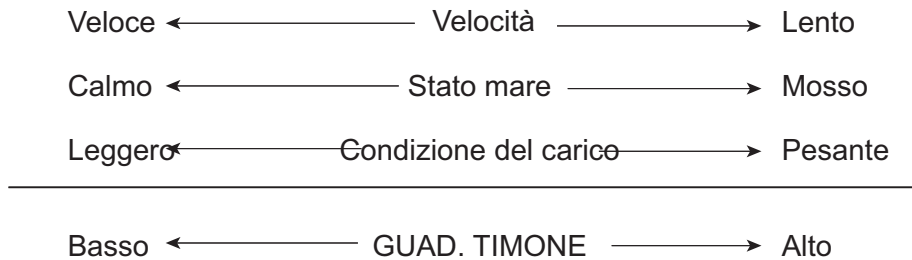 Veloce Velocità Lento
Calmo Stato mare Mosso
Leggero Condizione del carico Pesante
Basso GUAD. TIMONE Alto